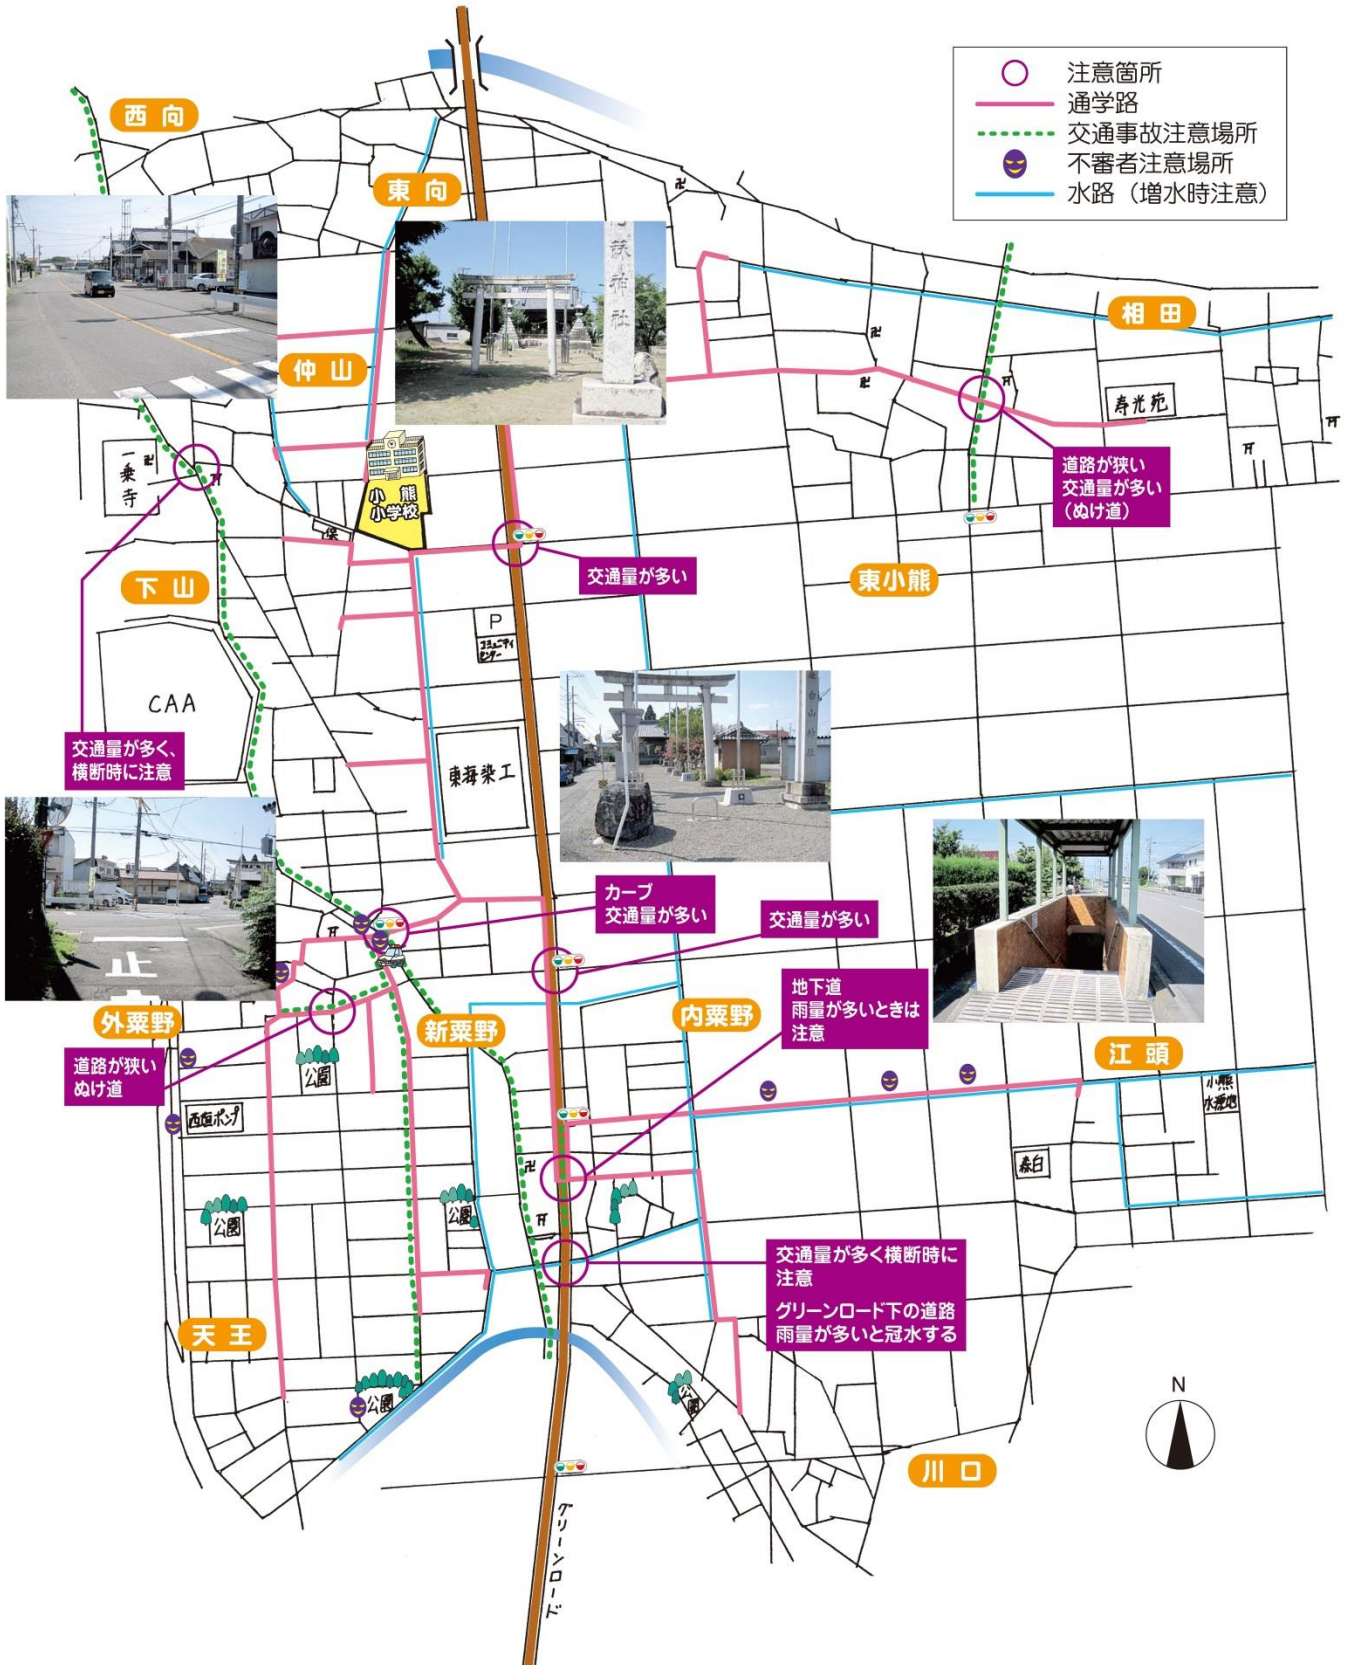 注意箇所
通学路
交通事故注意場所
不審者注意場所
水路（増水時注意）
西向
東向
相田
仲山
神社
寿光苑
一乗寺
小熊
小学校
保
道路が狭い
交通量が多い
（ぬけ道）
交通量が多い
下山
東小熊
P
コミュニティ
センター
CAA
交通量が多く、
横断時に注意
東海染工
白山
カーブ
交通量が多い
交通量が多い
止
地下道
雨量が多いときは
注意
外粟野
新粟野
内粟野
江頭
道路が狭い
ぬけ道
公園
西垣ポンプ
小熊
水源地
森白
公園
公園
交通量が多く横断時に
注意
グリーンロード下の道路
雨量が多いと冠水する
天王
公園
公園
N
川口
グリーンロード